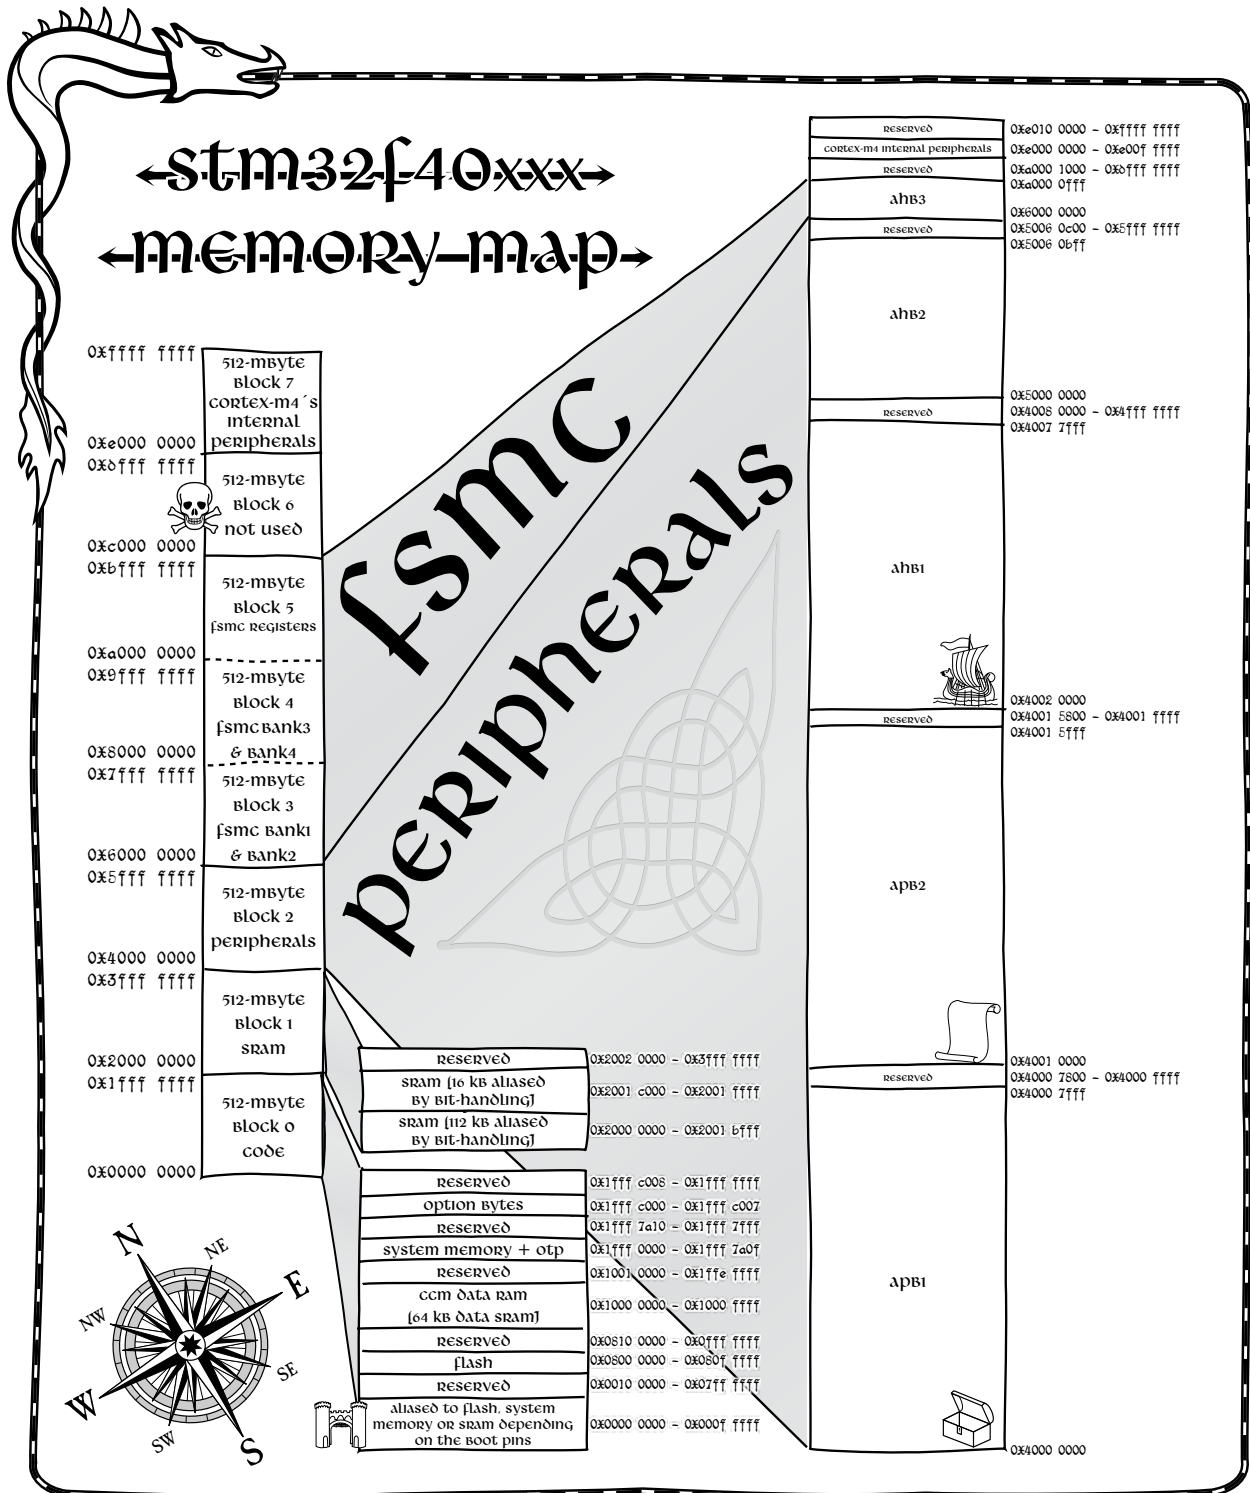 stm32f40xxx
memory map
0xffff ffff
512-mbyte
block 7
cortex-m4´s
internal
peripherals
0xe000 0000
0xdfff ffff
512-mbyte
block 6
not used
0xc000 0000
0xbfff ffff
512-mbyte
block 5
fsmc registers
0xa000 0000
0x9fff ffff
512-mbyte
block 4
fsmc bank3
& bank4
0x8000 0000
0x7fff ffff
512-mbyte
block 3
fsmc bank1
& bank2
0x6000 0000
0x5fff ffff
512-mbyte
block 2
peripherals
0x4000 0000
0x3fff ffff
512-mbyte
block 1
sram
0x2000 0000
0x1fff ffff
512-mbyte
block 0
code
0x0000 0000
fsmc
peripherals
reserved 0x2002 0000 - 0x3fff ffff
sram [16 kb aliased
by bit-handling] 0x2001 c000 - 0x2001 ffff
sram [112 kb aliased
by bit-handling] 0x2000 0000 - 0x2001 bfff
reserved 0x1fff c008 - 0x1fff ffff
option bytes 0x1fff c000 - 0x1fff c007
reserved 0x1fff 7a10 - 0x1fff 7fff
system memory + otp 0x1fff 0000 - 0x1fff 7a0f
reserved 0x1001 0000 - 0x1ffe ffff
ccm data ram
[64 kb data sram] 0x1000 0000 - 0x1000 ffff
reserved 0x0810 0000 - 0x0fff ffff
flash 0x0800 0000 - 0x080f ffff
reserved 0x0010 0000 - 0x07ff ffff
aliased to flash, system
memory or sram depending
on the boot pins 0x0000 0000 - 0x000f ffff
reserved 0xe010 0000 - 0xffff ffff
cortex-m4 internal peripherals 0xe000 0000 - 0xe00f ffff
reserved 0xa000 1000 - 0xdfff ffff
0xa000 0fff
ahb3
0x6000 0000
reserved 0x5006 0c00 - 0x5fff ffff
0x5006 0bff
ahb2
0x5000 0000
reserved 0x4008 0000 - 0x4fff ffff
0x4007 7fff
ahb1
0x4002 0000
reserved 0x4001 5800 - 0x4001 ffff
0x4001 5fff
apb2
0x4001 0000
reserved 0x4000 7800 - 0x4000 ffff
0x4000 7fff
apb1
0x4000 0000
N
NE
E
SE
S
SW
W
NW